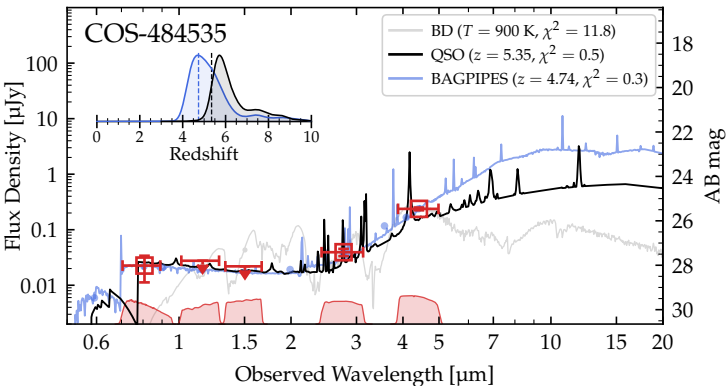 COS-484535
BD (T = 900 K, χ² = 11.8)
QSO (z = 5.35, χ² = 0.5)
BAGPIPES (z = 4.74, χ² = 0.3)
0 2 4 6 8 10
Redshift
Flux Density [μJy]
100
10
1
0.1
0.01
AB mag
18
20
22
24
26
28
30
0.6 1 1.5 2 3 4 5 10 15 20
Observed Wavelength [μm]